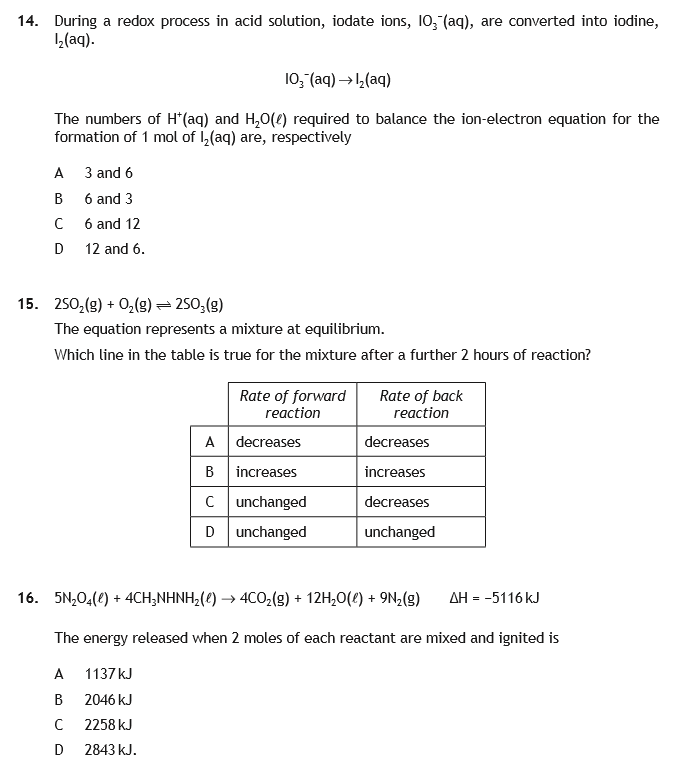 14. During a redox process in acid solution, iodate ions, IO₃⁻(aq), are converted into iodine,
I₂(aq).
IO₃⁻(aq) → I₂(aq)
The numbers of H⁺(aq) and H₂O(ℓ) required to balance the ion-electron equation for the
formation of 1 mol of I₂(aq) are, respectively
A 3 and 6
B 6 and 3
C 6 and 12
D 12 and 6.
15. 2SO₂(g) + O₂(g) ⇌ 2SO₃(g)
The equation represents a mixture at equilibrium.
Which line in the table is true for the mixture after a further 2 hours of reaction?
Rate of forward Rate of back
reaction reaction
A decreases decreases
B increases increases
C unchanged decreases
D unchanged unchanged
16. 5N₂O₄(ℓ) + 4CH₃NHNH₂(ℓ) → 4CO₂(g) + 12H₂O(ℓ) + 9N₂(g) ΔH = −5116 kJ
The energy released when 2 moles of each reactant are mixed and ignited is
A 1137 kJ
B 2046 kJ
C 2258 kJ
D 2843 kJ.